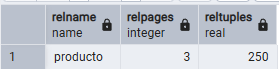 relname relpages reltuples
name integer real
1 producto 3 250